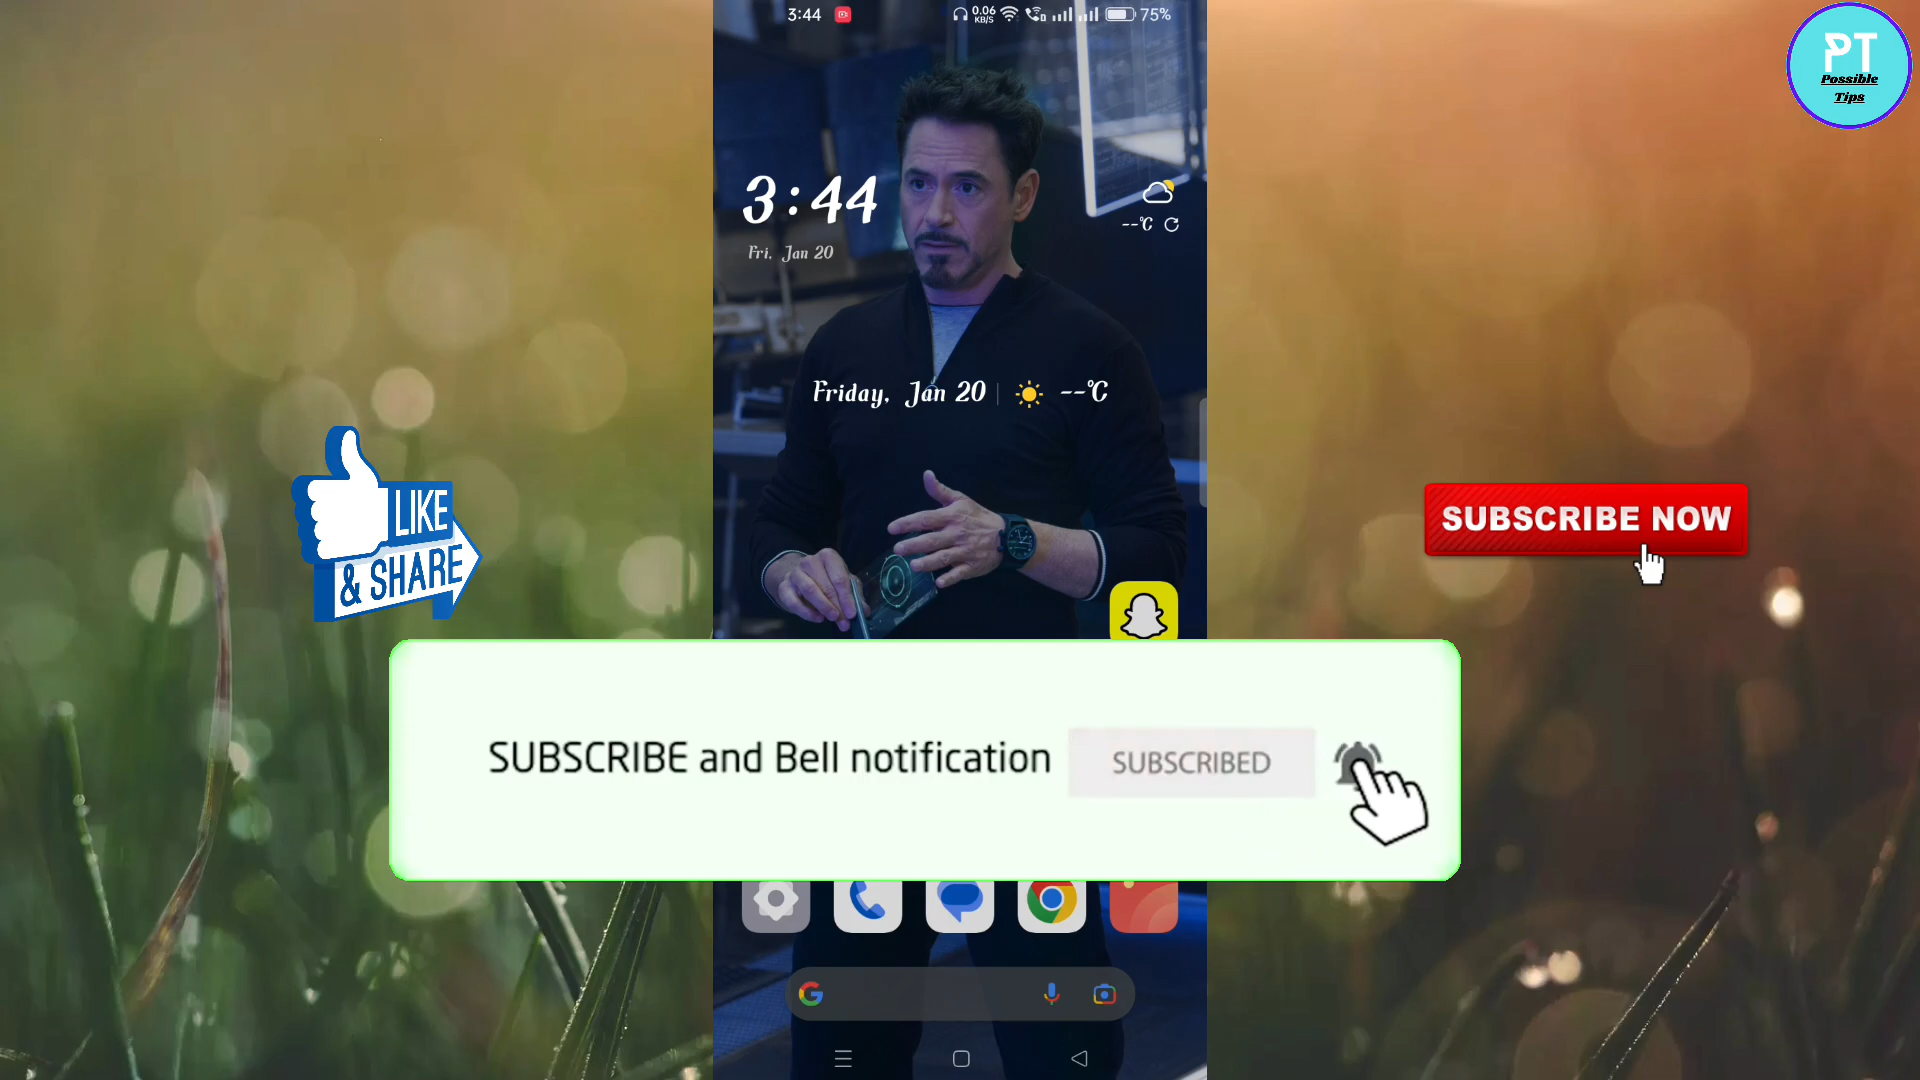 3:44
0.06
KB/S
75%
PT
Possible
Tips
3:44
--°C
Fri, Jan 20
Friday, Jan 20
--°C
LIKE
& SHARE
SUBSCRIBE NOW
SUBSCRIBE and Bell notification
SUBSCRIBED